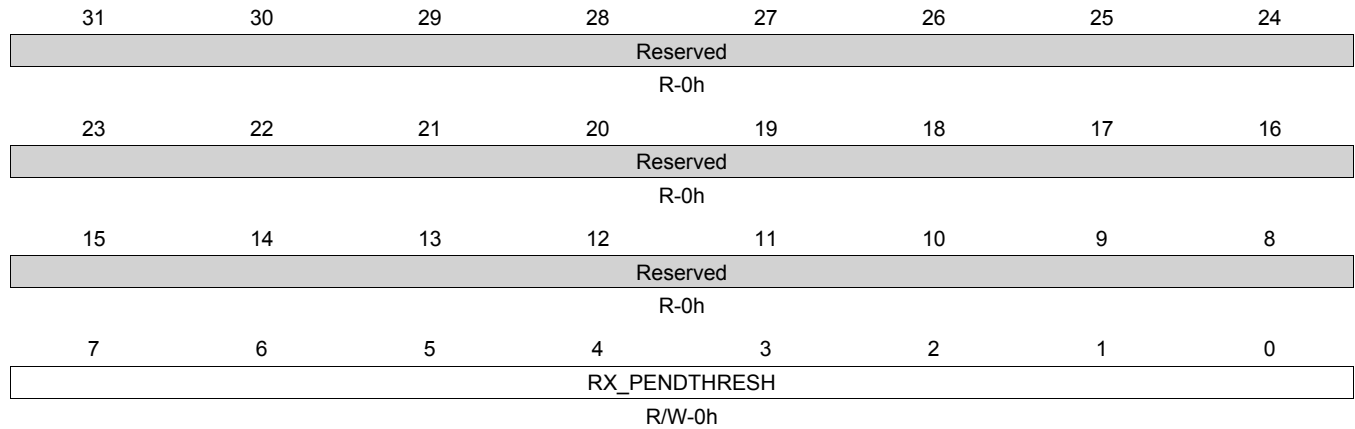 31 30 29 28 27 26 25 24
Reserved
R-0h
23 22 21 20 19 18 17 16
Reserved
R-0h
15 14 13 12 11 10 9 8
Reserved
R-0h
7 6 5 4 3 2 1 0
RX_PENDTHRESH
R/W-0h